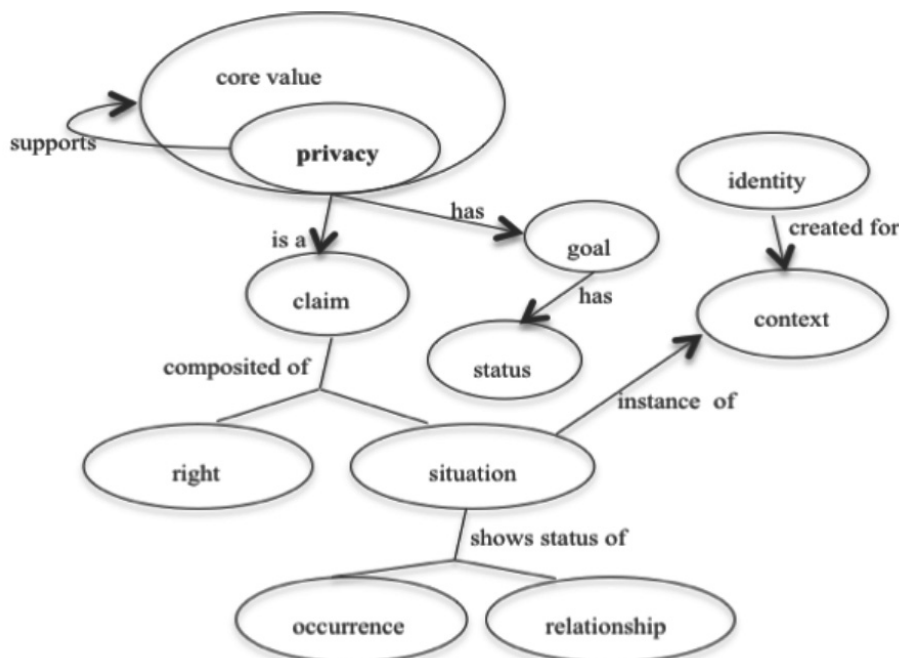 core value
supports
privacy
identity
has
created for
is a
goal
claim
has
context
composited of
status
instance of
right
situation
shows status of
occurrence
relationship